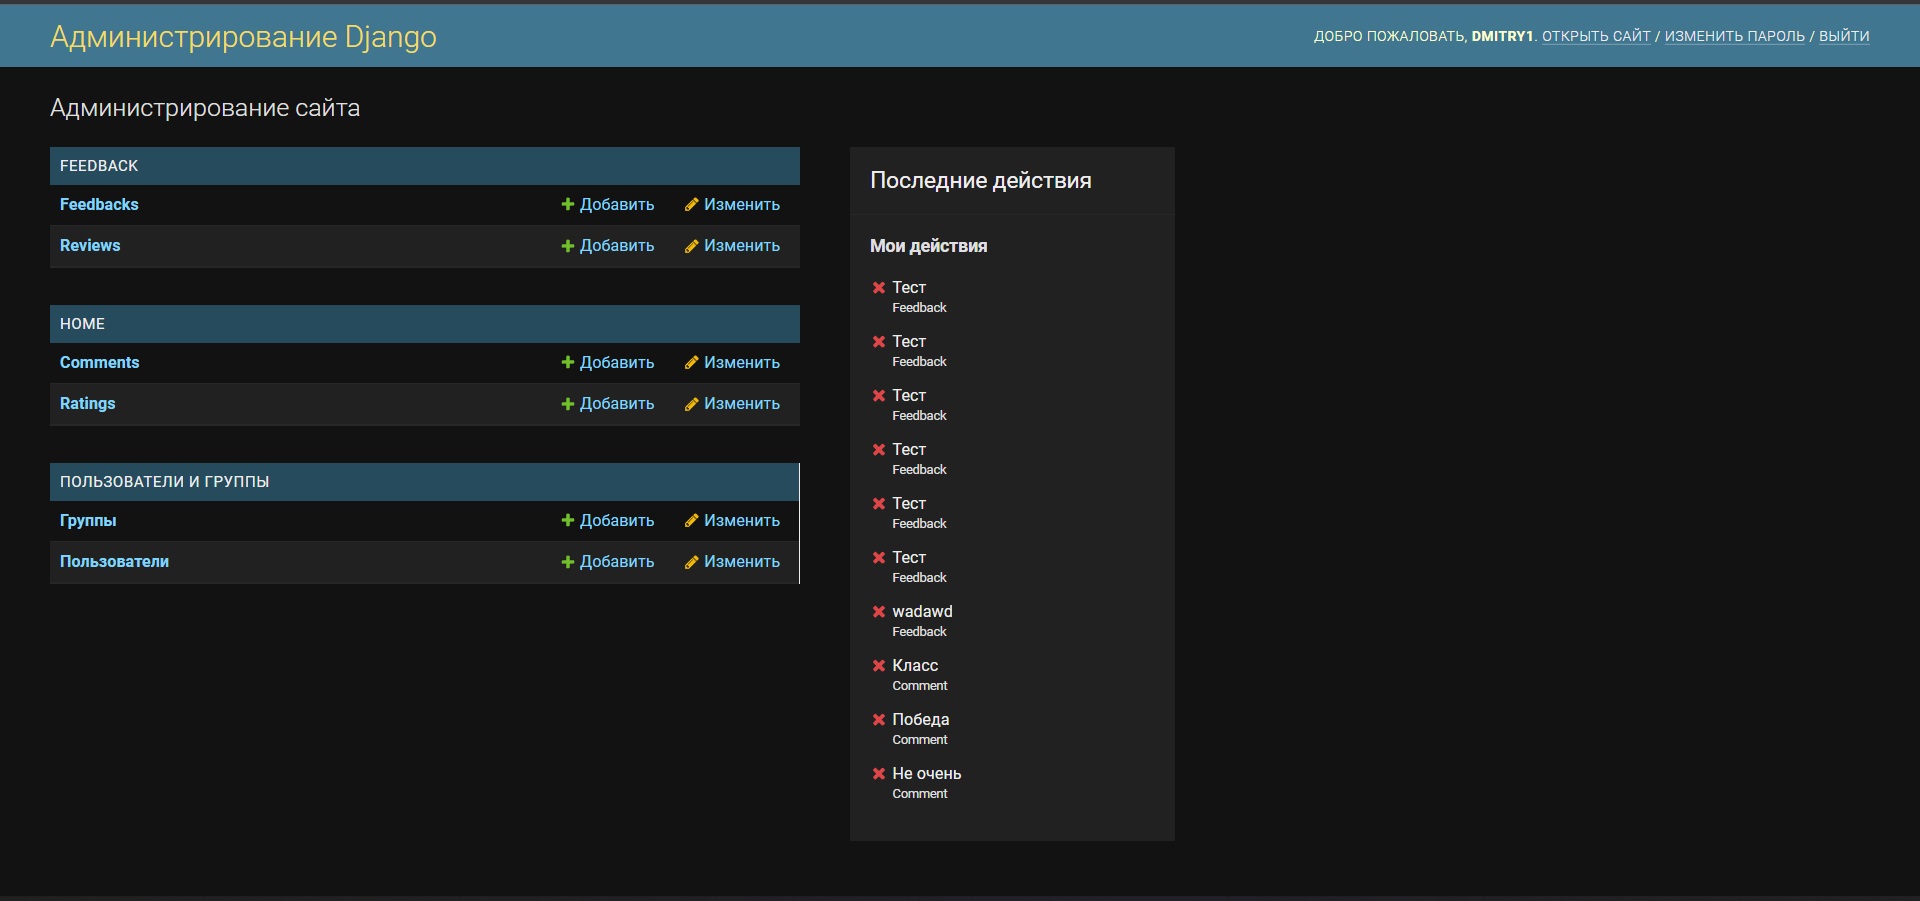 Администрирование Django
ДОБРО ПОЖАЛОВАТЬ, DMITRY1. ОТКРЫТЬ САЙТ / ИЗМЕНИТЬ ПАРОЛЬ / ВЫЙТИ
Администрирование сайта
FEEDBACK
Feedbacks Добавить Изменить
Reviews Добавить Изменить
HOME
Comments Добавить Изменить
Ratings Добавить Изменить
ПОЛЬЗОВАТЕЛИ И ГРУППЫ
Группы Добавить Изменить
Пользователи Добавить Изменить
Последние действия
Мои действия
Тест
Feedback
Тест
Feedback
Тест
Feedback
Тест
Feedback
Тест
Feedback
Тест
Feedback
wadawd
Feedback
Класс
Comment
Победа
Comment
Не очень
Comment